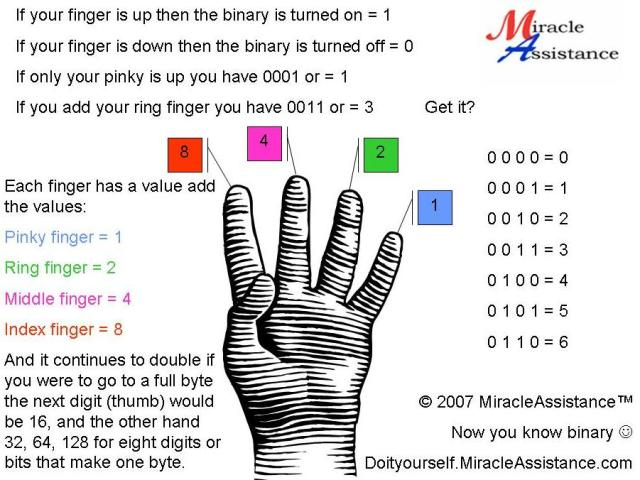 If your finger is up then the binary is turned on = 1
If your finger is down then the binary is turned off = 0
If only your pinky is up you have 0001 or = 1
If you add your ring finger you have 0011 or = 3 Get it?
Miracle
Assistance
8
4
2
1
Each finger has a value add
the values:
Pinky finger = 1
Ring finger = 2
Middle finger = 4
Index finger = 8
And it continues to double if
you were to go to a full byte
the next digit (thumb) would
be 16, and the other hand
32, 64, 128 for eight digits or
bits that make one byte.
0 0 0 0 = 0
0 0 0 1 = 1
0 0 1 0 = 2
0 0 1 1 = 3
0 1 0 0 = 4
0 1 0 1 = 5
0 1 1 0 = 6
© 2007 MiracleAssistance™
Now you know binary ☺
Doityourself.MiracleAssistance.com